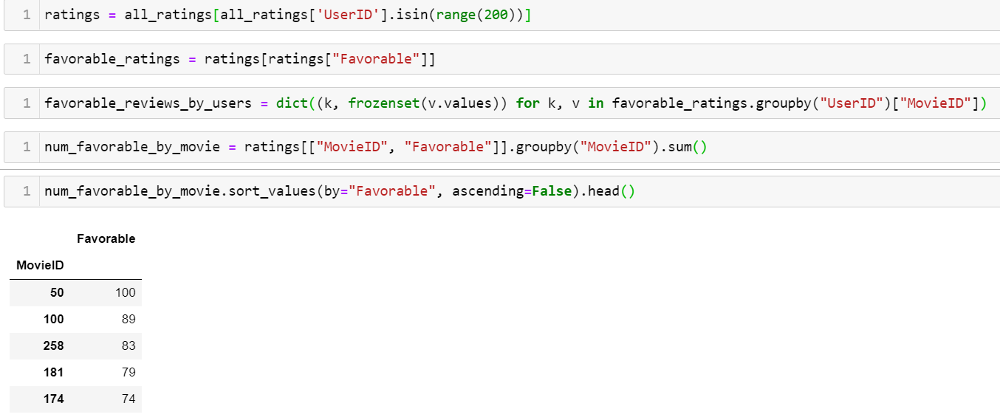 1 ratings = all_ratings[all_ratings['UserID'].isin(range(200))]
1 favorable_ratings = ratings[ratings["Favorable"]]
1 favorable_reviews_by_users = dict((k, frozenset(v.values)) for k, v in favorable_ratings.groupby("UserID")["MovieID"])
1 num_favorable_by_movie = ratings[["MovieID", "Favorable"]].groupby("MovieID").sum()
1 num_favorable_by_movie.sort_values(by="Favorable", ascending=False).head()
Favorable
MovieID
50 100
100 89
258 83
181 79
174 74